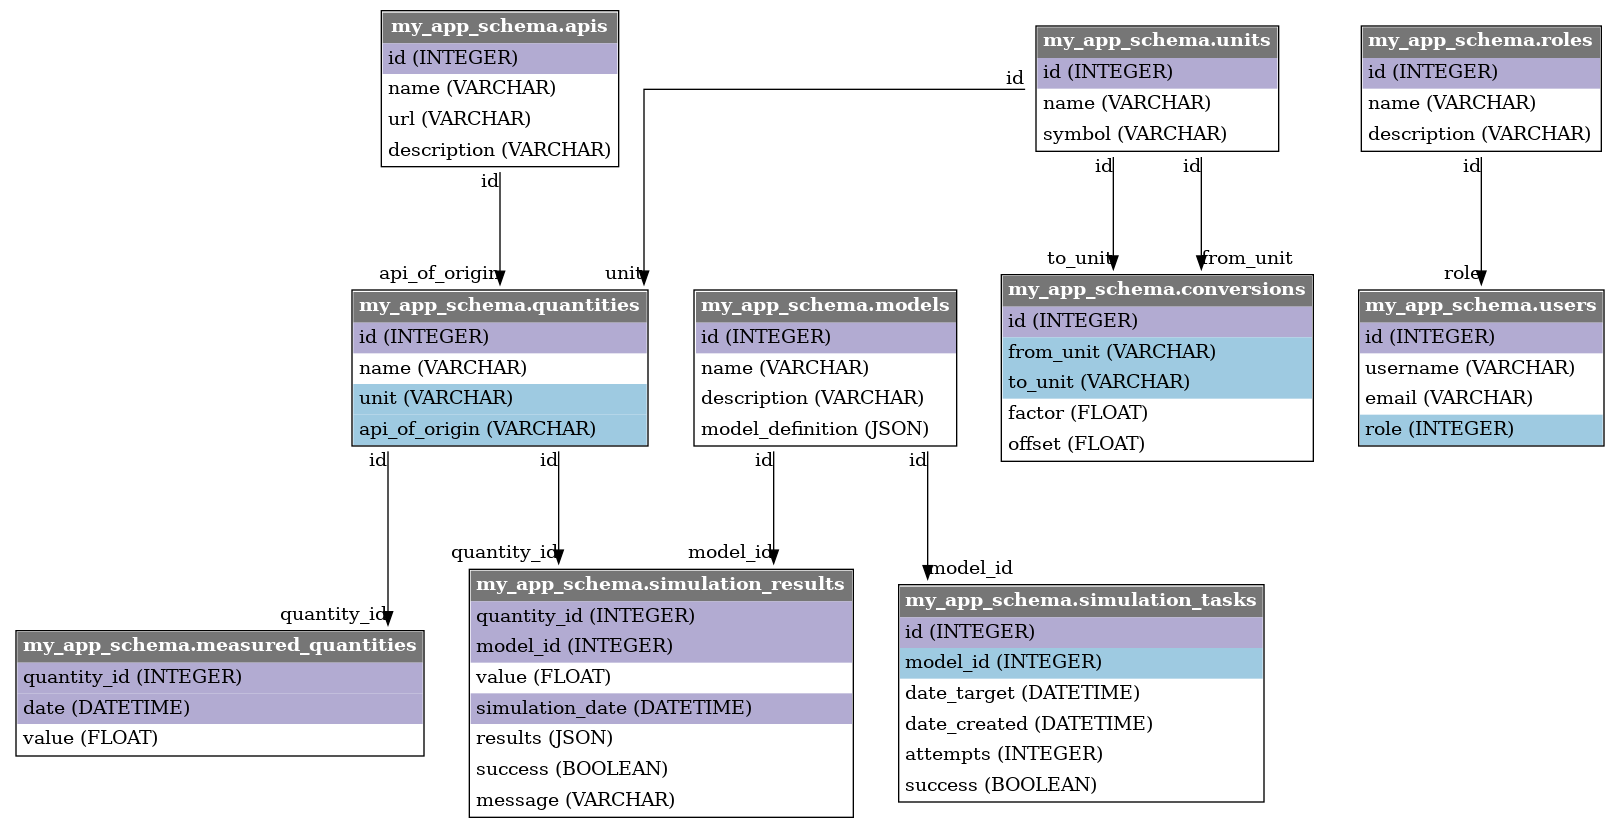 my_app_schema.apis
id (INTEGER)
name (VARCHAR)
url (VARCHAR)
description (VARCHAR)
id
my_app_schema.units
id (INTEGER)
name (VARCHAR)
symbol (VARCHAR)
id
id
id
my_app_schema.roles
id (INTEGER)
name (VARCHAR)
description (VARCHAR)
id
api_of_origin
unit
my_app_schema.quantities
id (INTEGER)
name (VARCHAR)
unit (VARCHAR)
api_of_origin (VARCHAR)
id
id
my_app_schema.models
id (INTEGER)
name (VARCHAR)
description (VARCHAR)
model_definition (JSON)
id
id
to_unit
from_unit
my_app_schema.conversions
id (INTEGER)
from_unit (VARCHAR)
to_unit (VARCHAR)
factor (FLOAT)
offset (FLOAT)
role
my_app_schema.users
id (INTEGER)
username (VARCHAR)
email (VARCHAR)
role (INTEGER)
quantity_id
my_app_schema.measured_quantities
quantity_id (INTEGER)
date (DATETIME)
value (FLOAT)
quantity_id
model_id
my_app_schema.simulation_results
quantity_id (INTEGER)
model_id (INTEGER)
value (FLOAT)
simulation_date (DATETIME)
results (JSON)
success (BOOLEAN)
message (VARCHAR)
model_id
my_app_schema.simulation_tasks
id (INTEGER)
model_id (INTEGER)
date_target (DATETIME)
date_created (DATETIME)
attempts (INTEGER)
success (BOOLEAN)